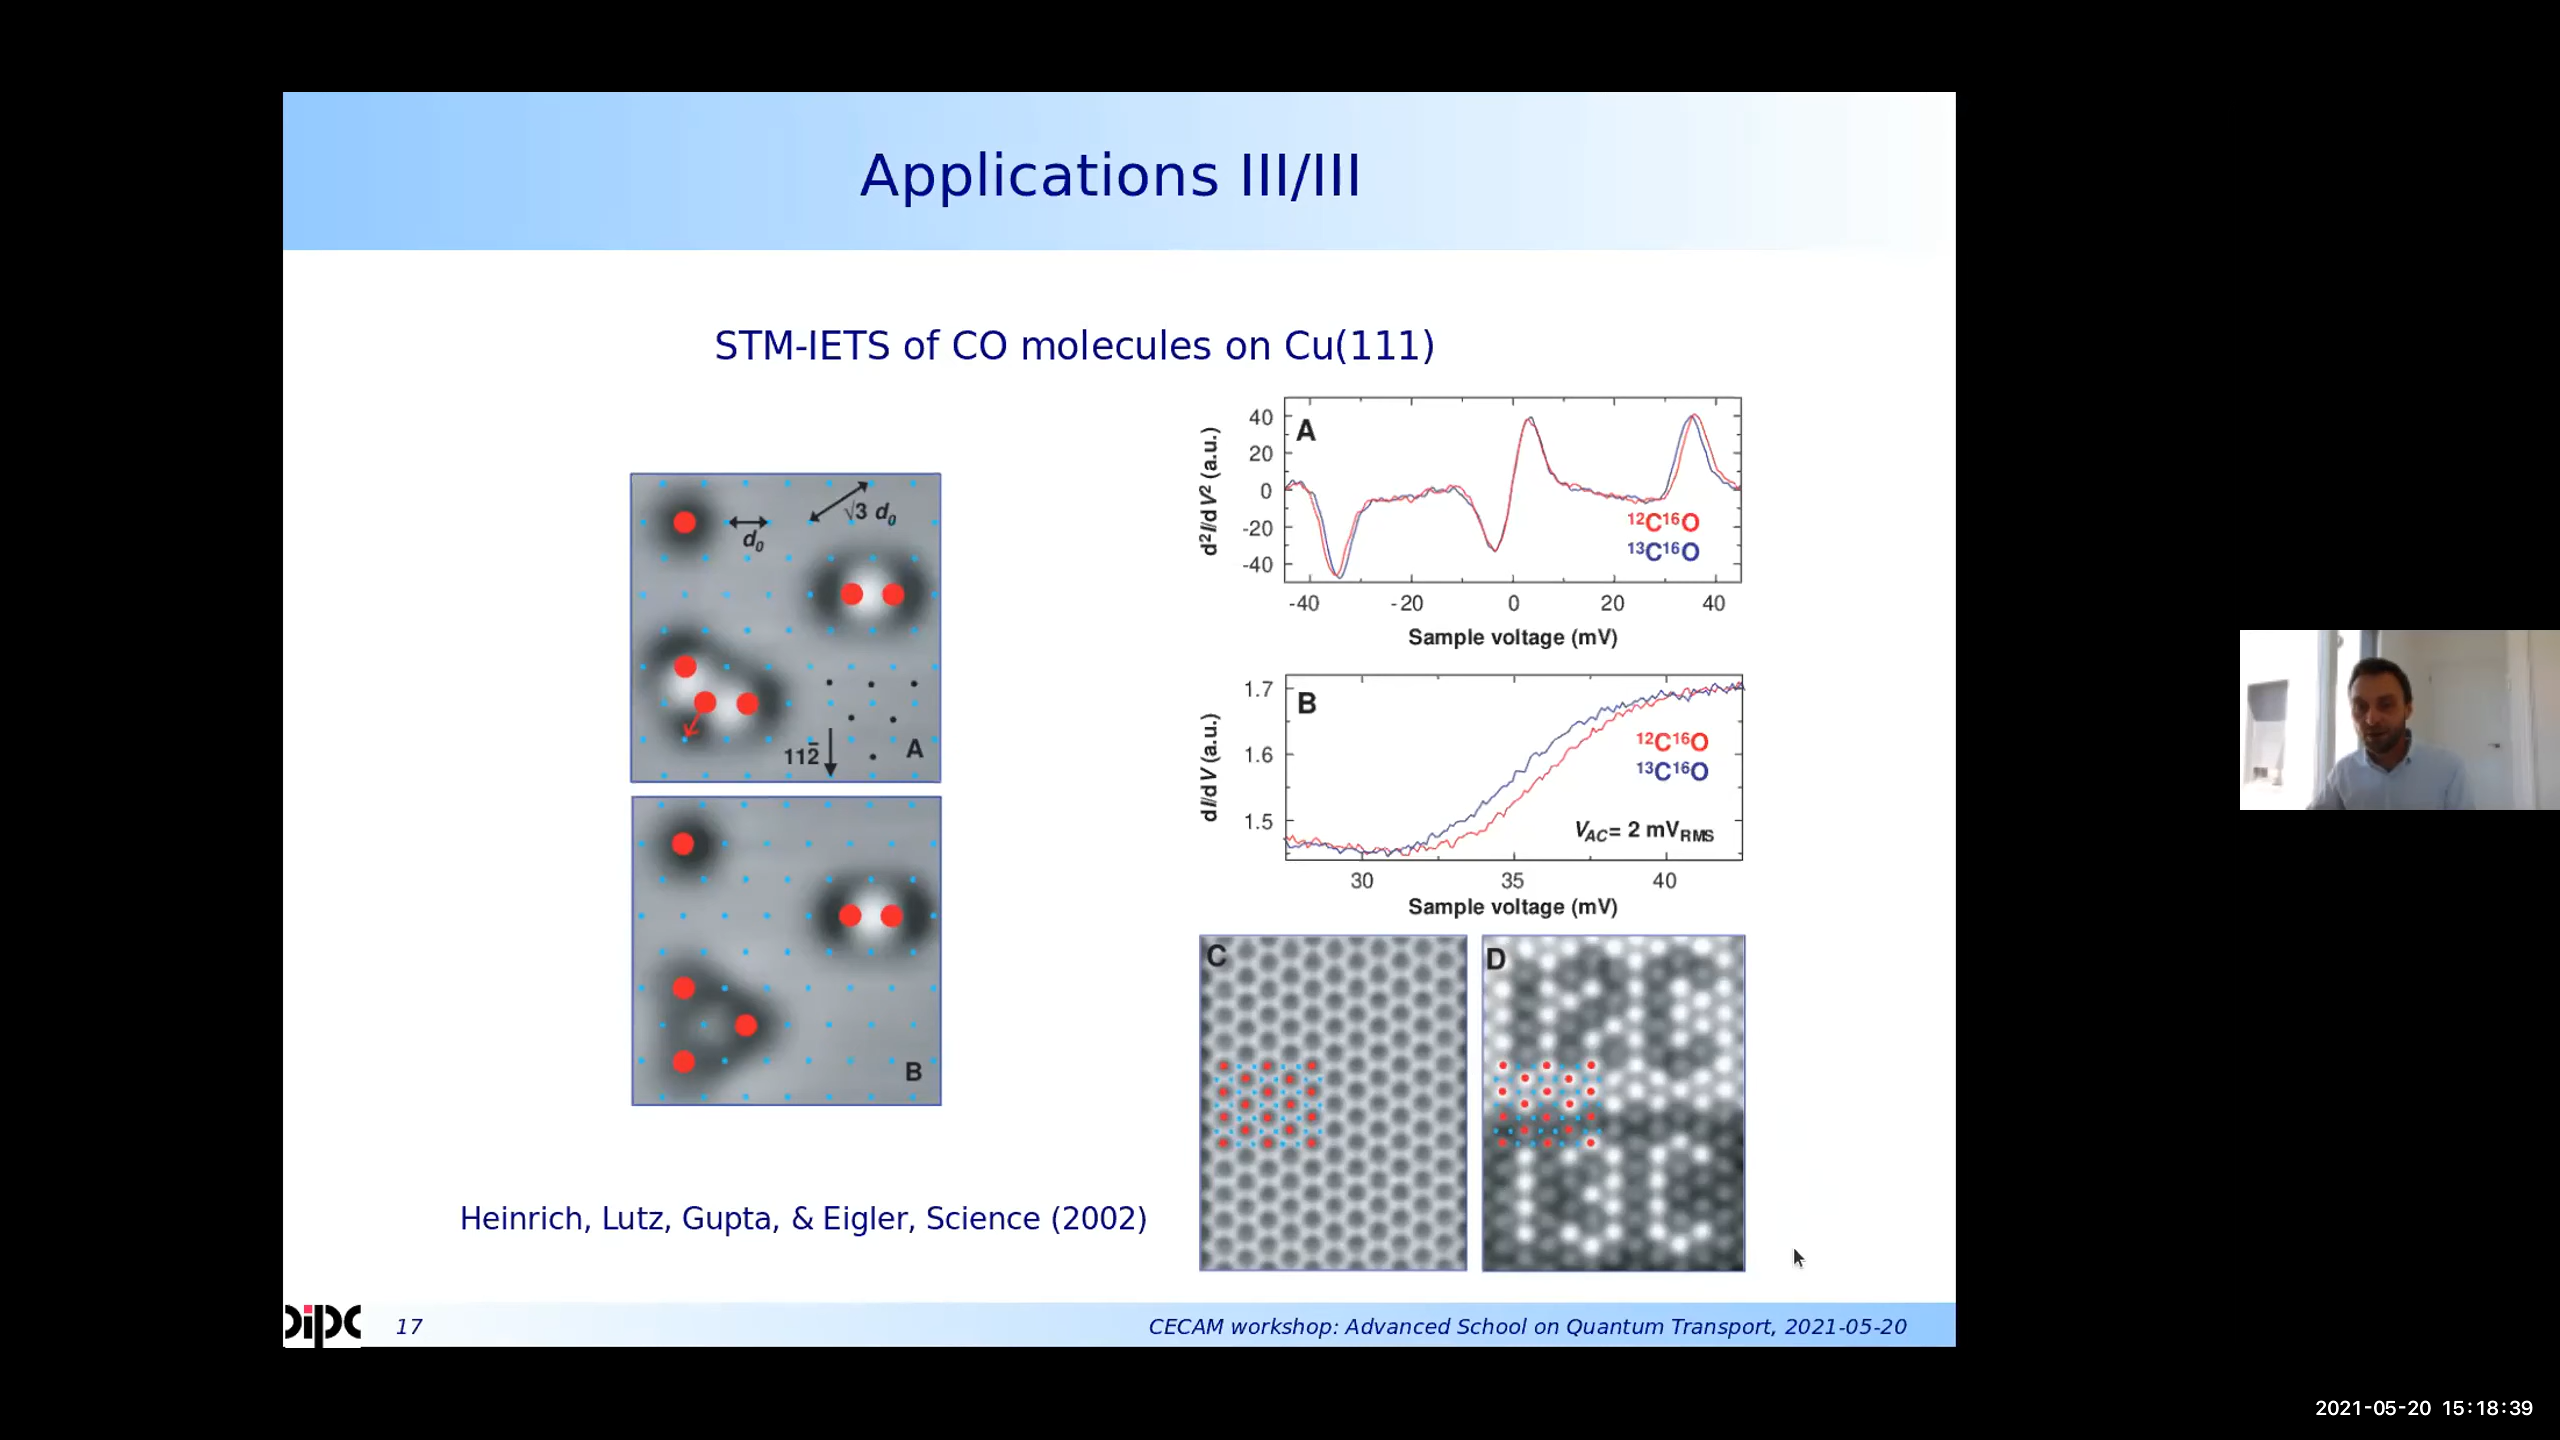 Applications III/III
STM-IETS of CO molecules on Cu(111)
d₀
√3 d₀
112̄
A
B
A
d²I/dV² (a.u.)
40
20
0
-20
-40
¹²C¹⁶O
¹³C¹⁶O
-40 -20 0 20 40
Sample voltage (mV)
B
dI/dV (a.u.)
1.7
1.6
1.5
¹²C¹⁶O
¹³C¹⁶O
V_AC = 2 mV_RMS
30 35 40
Sample voltage (mV)
C
D
Heinrich, Lutz, Gupta, & Eigler, Science (2002)
dipc
17
CECAM workshop: Advanced School on Quantum Transport, 2021-05-20
2021-05-20 15:18:39